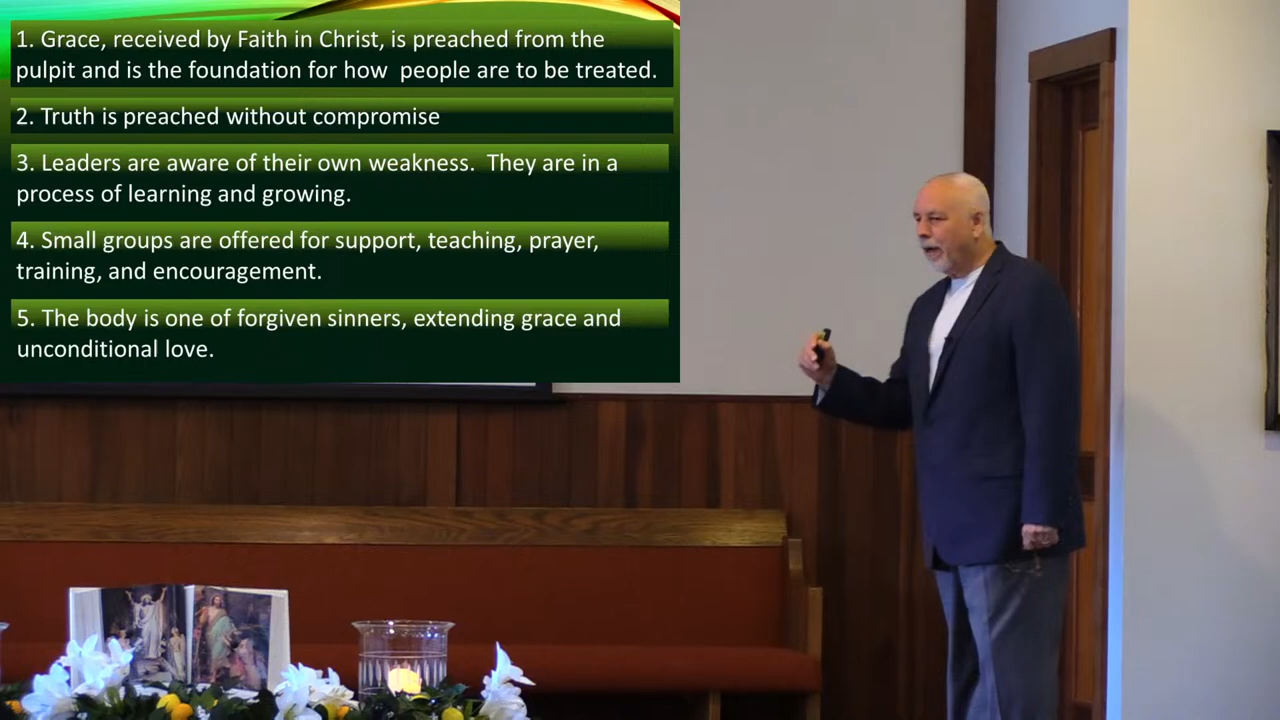 1. Grace, received by Faith in Christ, is preached from the
pulpit and is the foundation for how  people are to be treated.
2. Truth is preached without compromise
3. Leaders are aware of their own weakness.  They are in a
process of learning and growing.
4. Small groups are offered for support, teaching, prayer,
training, and encouragement.
5. The body is one of forgiven sinners, extending grace and
unconditional love.